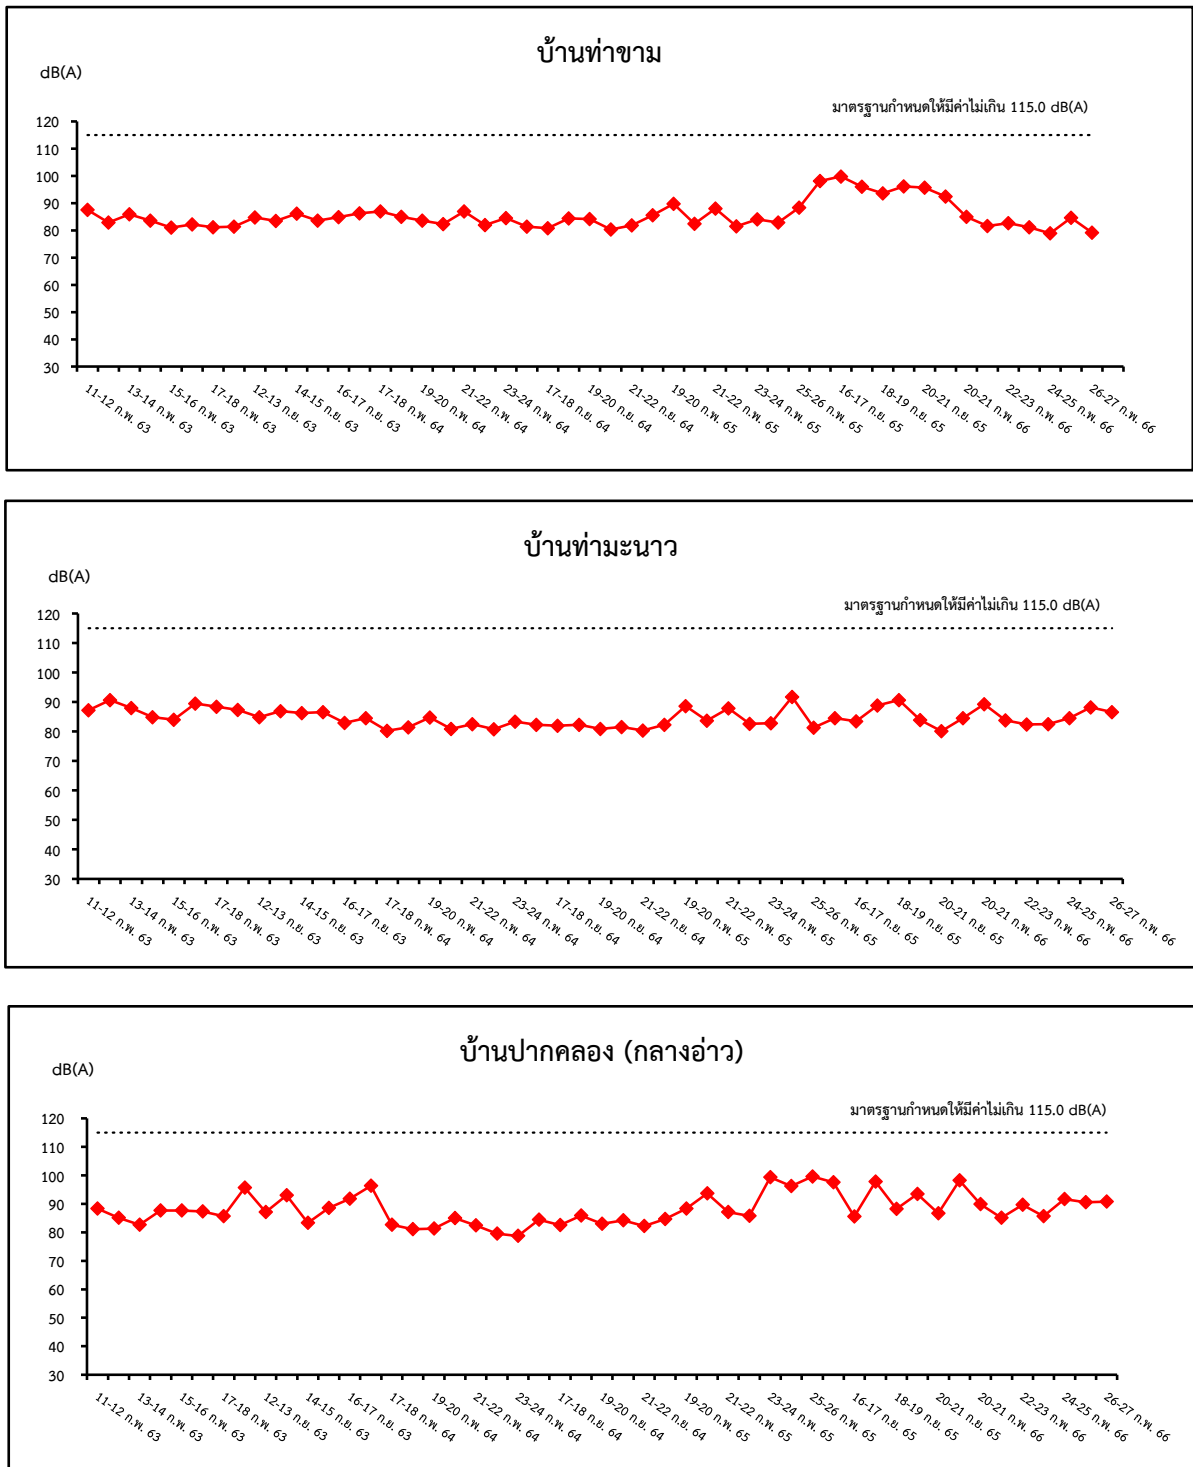 บ้านท่าขาม
dB(A)
มาตรฐานกำหนดให้มีค่าไม่เกิน 115.0 dB(A)
120
110
100
90
80
70
60
50
40
30
11-12 ก.พ. 63
13-14 ก.พ. 63
15-16 ก.พ. 63
17-18 ก.พ. 63
12-13 ก.ย. 63
14-15 ก.ย. 63
16-17 ก.ย. 63
17-18 ก.พ. 64
19-20 ก.พ. 64
21-22 ก.พ. 64
23-24 ก.พ. 64
17-18 ก.ย. 64
19-20 ก.ย. 64
21-22 ก.ย. 64
19-20 ก.พ. 65
21-22 ก.พ. 65
23-24 ก.พ. 65
25-26 ก.พ. 65
16-17 ก.ย. 65
18-19 ก.ย. 65
20-21 ก.ย. 65
20-21 ก.พ. 66
22-23 ก.พ. 66
24-25 ก.พ. 66
26-27 ก.พ. 66
บ้านท่ามะนาว
dB(A)
มาตรฐานกำหนดให้มีค่าไม่เกิน 115.0 dB(A)
120
110
100
90
80
70
60
50
40
30
11-12 ก.พ. 63
13-14 ก.พ. 63
15-16 ก.พ. 63
17-18 ก.พ. 63
12-13 ก.ย. 63
14-15 ก.ย. 63
16-17 ก.ย. 63
17-18 ก.พ. 64
19-20 ก.พ. 64
21-22 ก.พ. 64
23-24 ก.พ. 64
17-18 ก.ย. 64
19-20 ก.ย. 64
21-22 ก.ย. 64
19-20 ก.พ. 65
21-22 ก.พ. 65
23-24 ก.พ. 65
25-26 ก.พ. 65
16-17 ก.ย. 65
18-19 ก.ย. 65
20-21 ก.ย. 65
20-21 ก.พ. 66
22-23 ก.พ. 66
24-25 ก.พ. 66
26-27 ก.พ. 66
บ้านปากคลอง (กลางอ่าว)
dB(A)
มาตรฐานกำหนดให้มีค่าไม่เกิน 115.0 dB(A)
120
110
100
90
80
70
60
50
40
30
11-12 ก.พ. 63
13-14 ก.พ. 63
15-16 ก.พ. 63
17-18 ก.พ. 63
12-13 ก.ย. 63
14-15 ก.ย. 63
16-17 ก.ย. 63
17-18 ก.พ. 64
19-20 ก.พ. 64
21-22 ก.พ. 64
23-24 ก.พ. 64
17-18 ก.ย. 64
19-20 ก.ย. 64
21-22 ก.ย. 64
19-20 ก.พ. 65
21-22 ก.พ. 65
23-24 ก.พ. 65
25-26 ก.พ. 65
16-17 ก.ย. 65
18-19 ก.ย. 65
20-21 ก.ย. 65
20-21 ก.พ. 66
22-23 ก.พ. 66
24-25 ก.พ. 66
26-27 ก.พ. 66